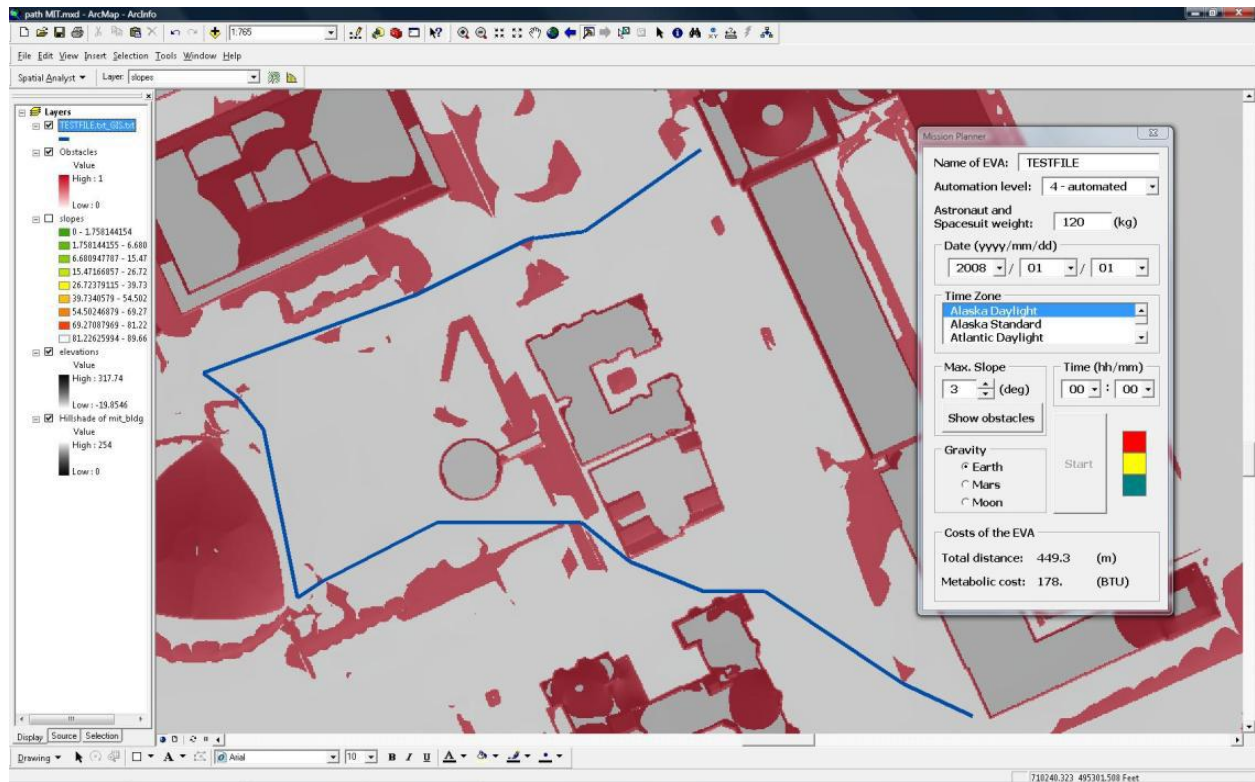 path MIT.mxd - ArcMap - ArcInfo
1:765
File Edit View Insert Selection Tools Window Help
Spatial Analyst Layer: slopes
Layers
TESTFILE.txt_GIS.txt
Obstacles
Value
High : 1
Low : 0
slopes
0 - 1.758144154
1.758144155 - 6.680
6.680947787 - 15.47
15.47166857 - 26.72
26.72379115 - 39.73
39.7340579 - 54.502
54.50246879 - 69.27
69.27087969 - 81.22
81.22625994 - 89.66
elevations
Value
High : 317.74
Low : -19.8546
Hillshade of mit_bldg
Value
High : 254
Low : 0
Display Source Selection
Drawing A Arial 10 B I U A
710240.323 495301.508 Feet
Mission Planner
Name of EVA: TESTFILE
Automation level: 4 - automated
Astronaut and
Spacesuit weight: 120 (kg)
Date (yyyy/mm/dd)
2008 / 01 / 01
Time Zone
Alaska Daylight
Alaska Standard
Atlantic Daylight
Max. Slope
3 (deg)
Show obstacles
Time (hh/mm)
00 : 00
Gravity
Earth
Mars
Moon
Start
Costs of the EVA
Total distance: 449.3 (m)
Metabolic cost: 178. (BTU)